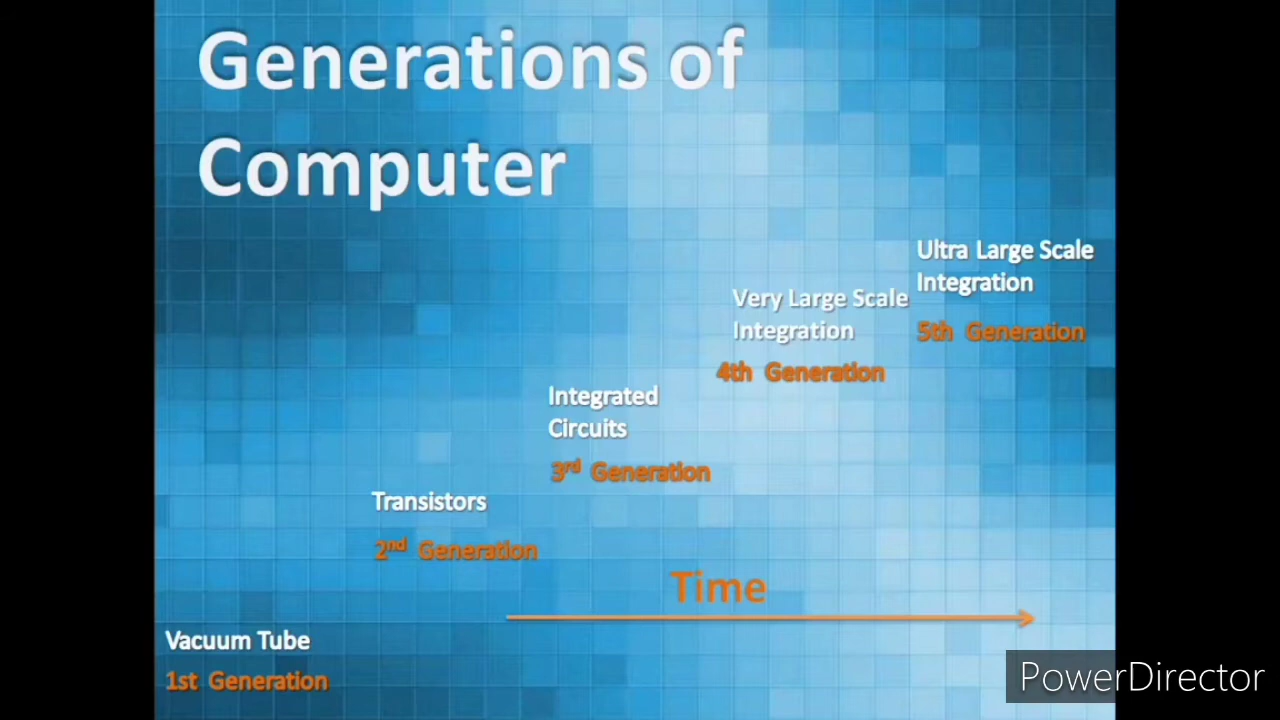 Generations of
Computer
Ultra Large Scale
Integration
5th Generation
Very Large Scale
Integration
4th Generation
Integrated
Circuits
3rd Generation
Transistors
2nd Generation
Time
Vacuum Tube
1st Generation
PowerDirector